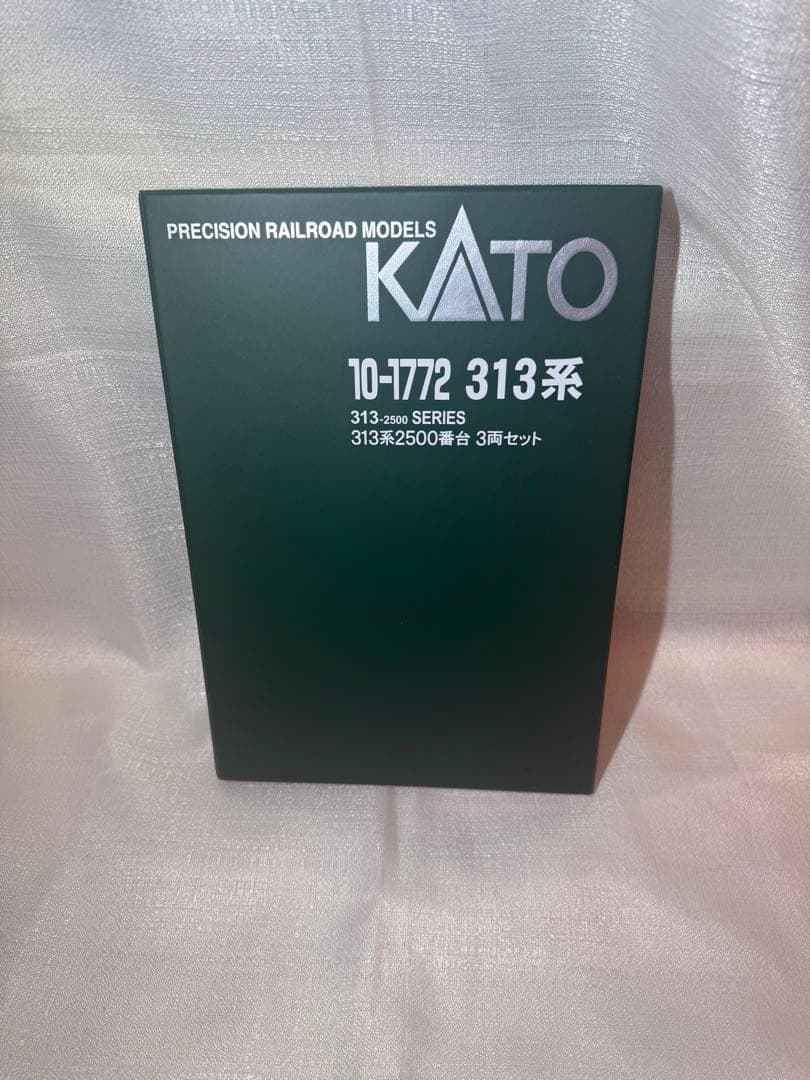 PRECISION RAILROAD MODELS
KATO
10-1772 313系
313-2500 SERIES
313系2500番台 3両セット